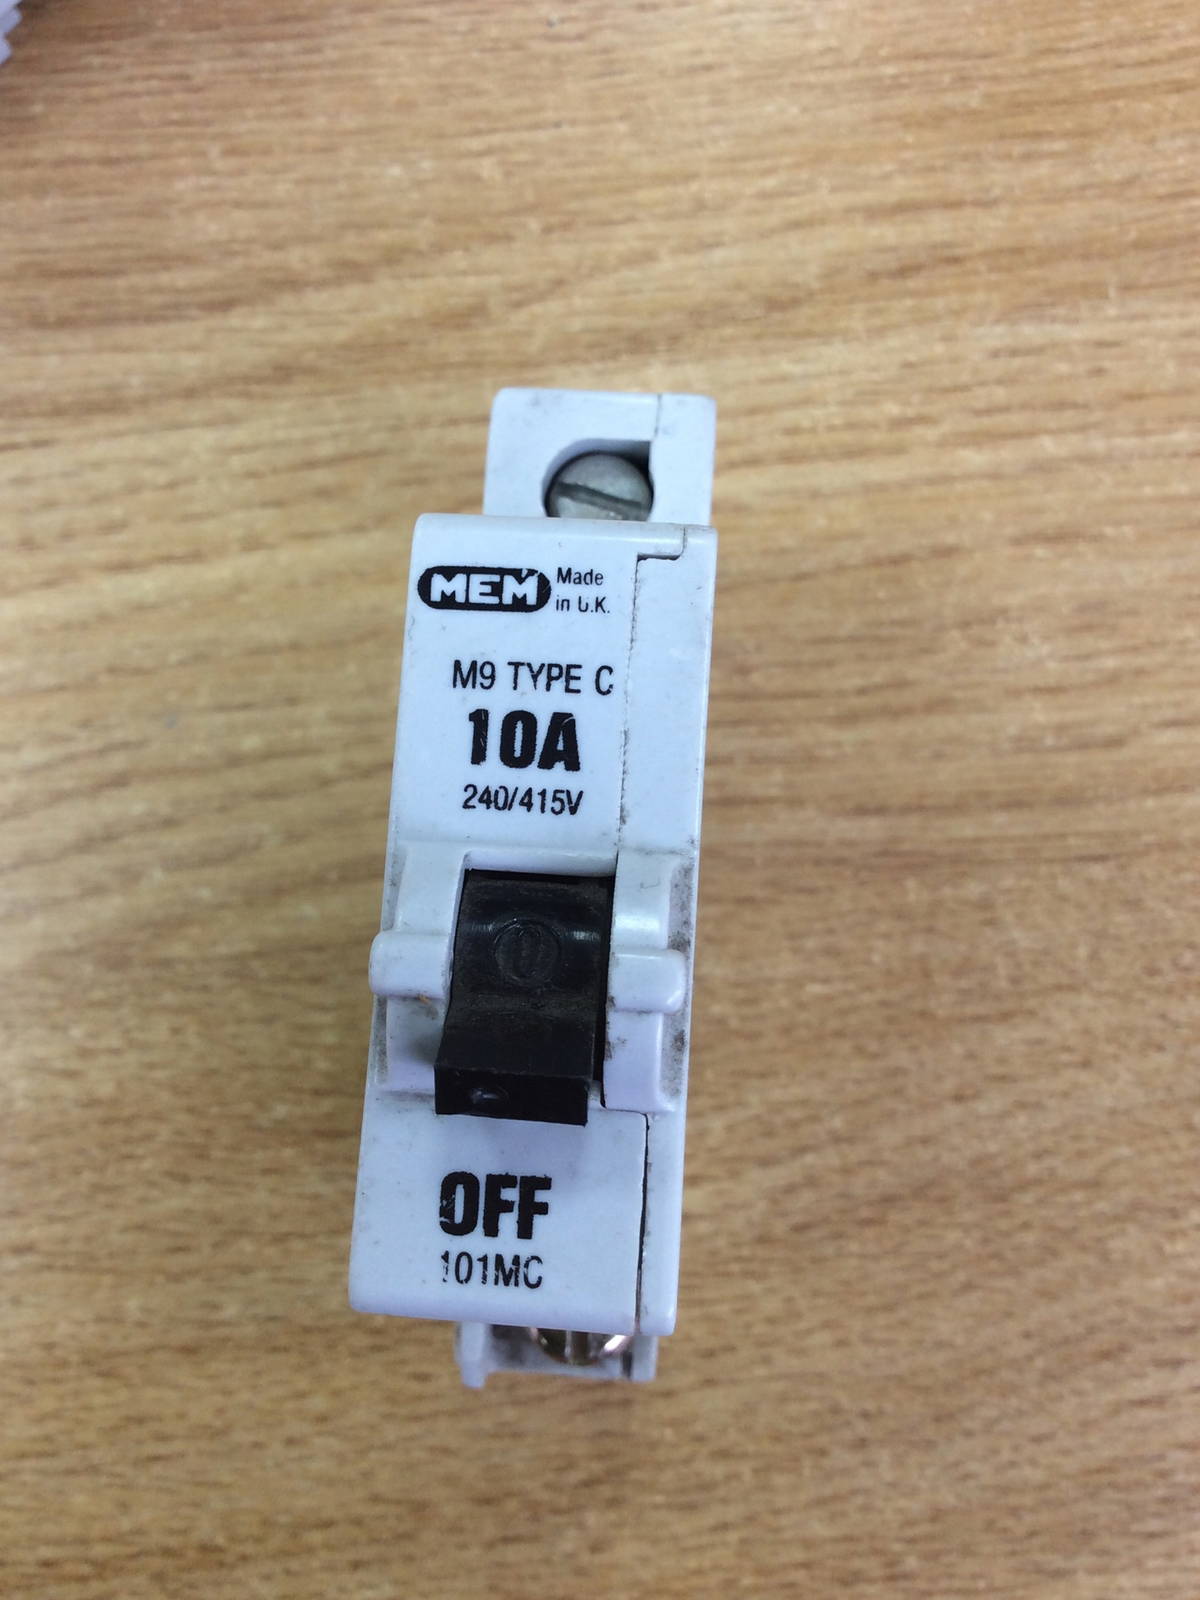 MEM Made
in U.K.
M9 TYPE C
10A
240/415V
OFF
101MC